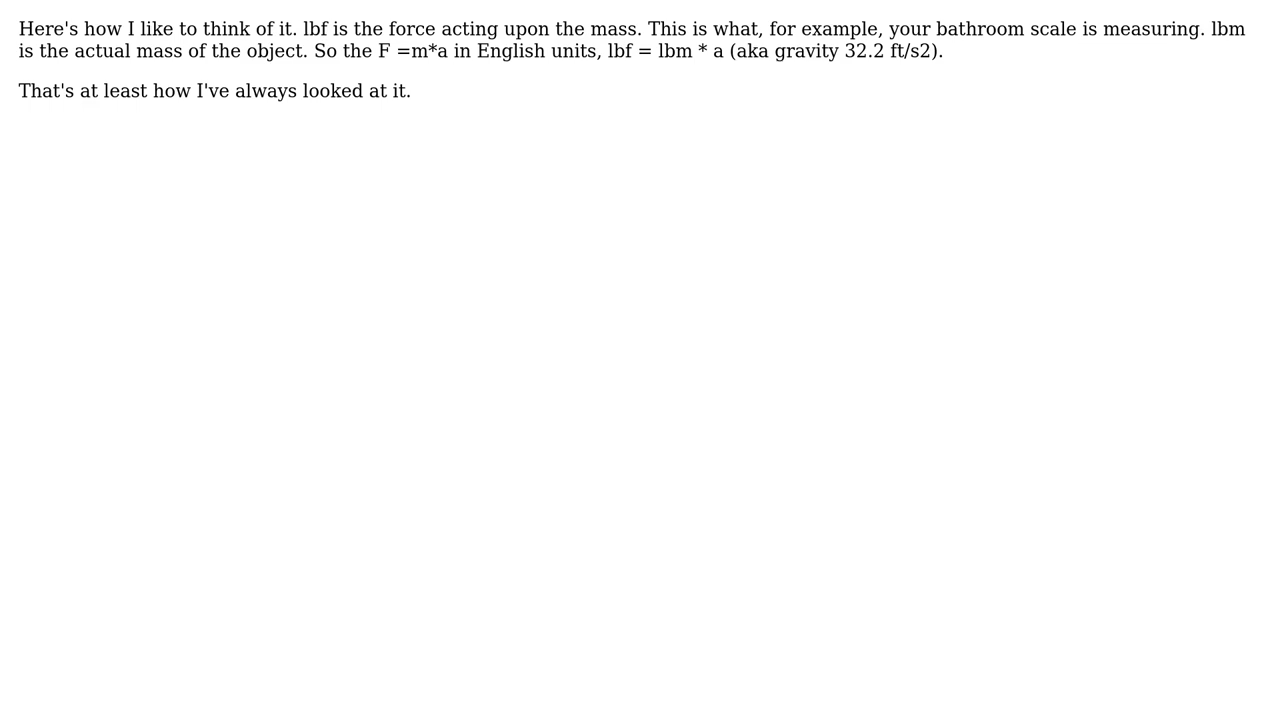 Here's how I like to think of it. lbf is the force acting upon the mass. This is what, for example, your bathroom scale is measuring. lbm
is the actual mass of the object. So the F =m*a in English units, lbf = lbm * a (aka gravity 32.2 ft/s2).
That's at least how I've always looked at it.